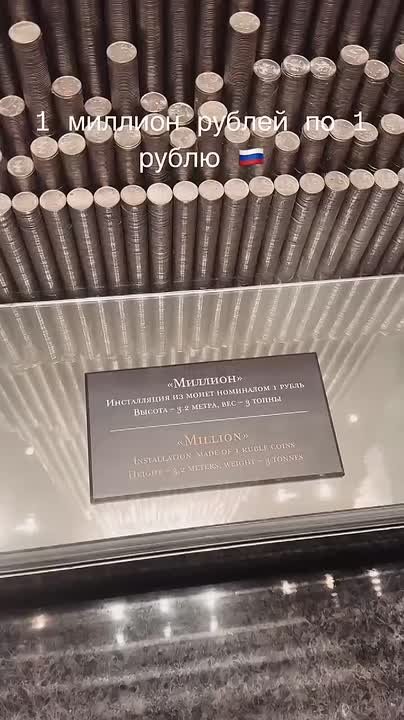 1 миллион рублей по 1
рублю 🇷🇺
«Миллион»
Инсталляция из монет номиналом 1 рубль
Высота – 3.2 метра, вес – 3 тонны
«Million»
Installation made of 1 ruble coins
Height – 3,2 meters, weight – 3 tonnes